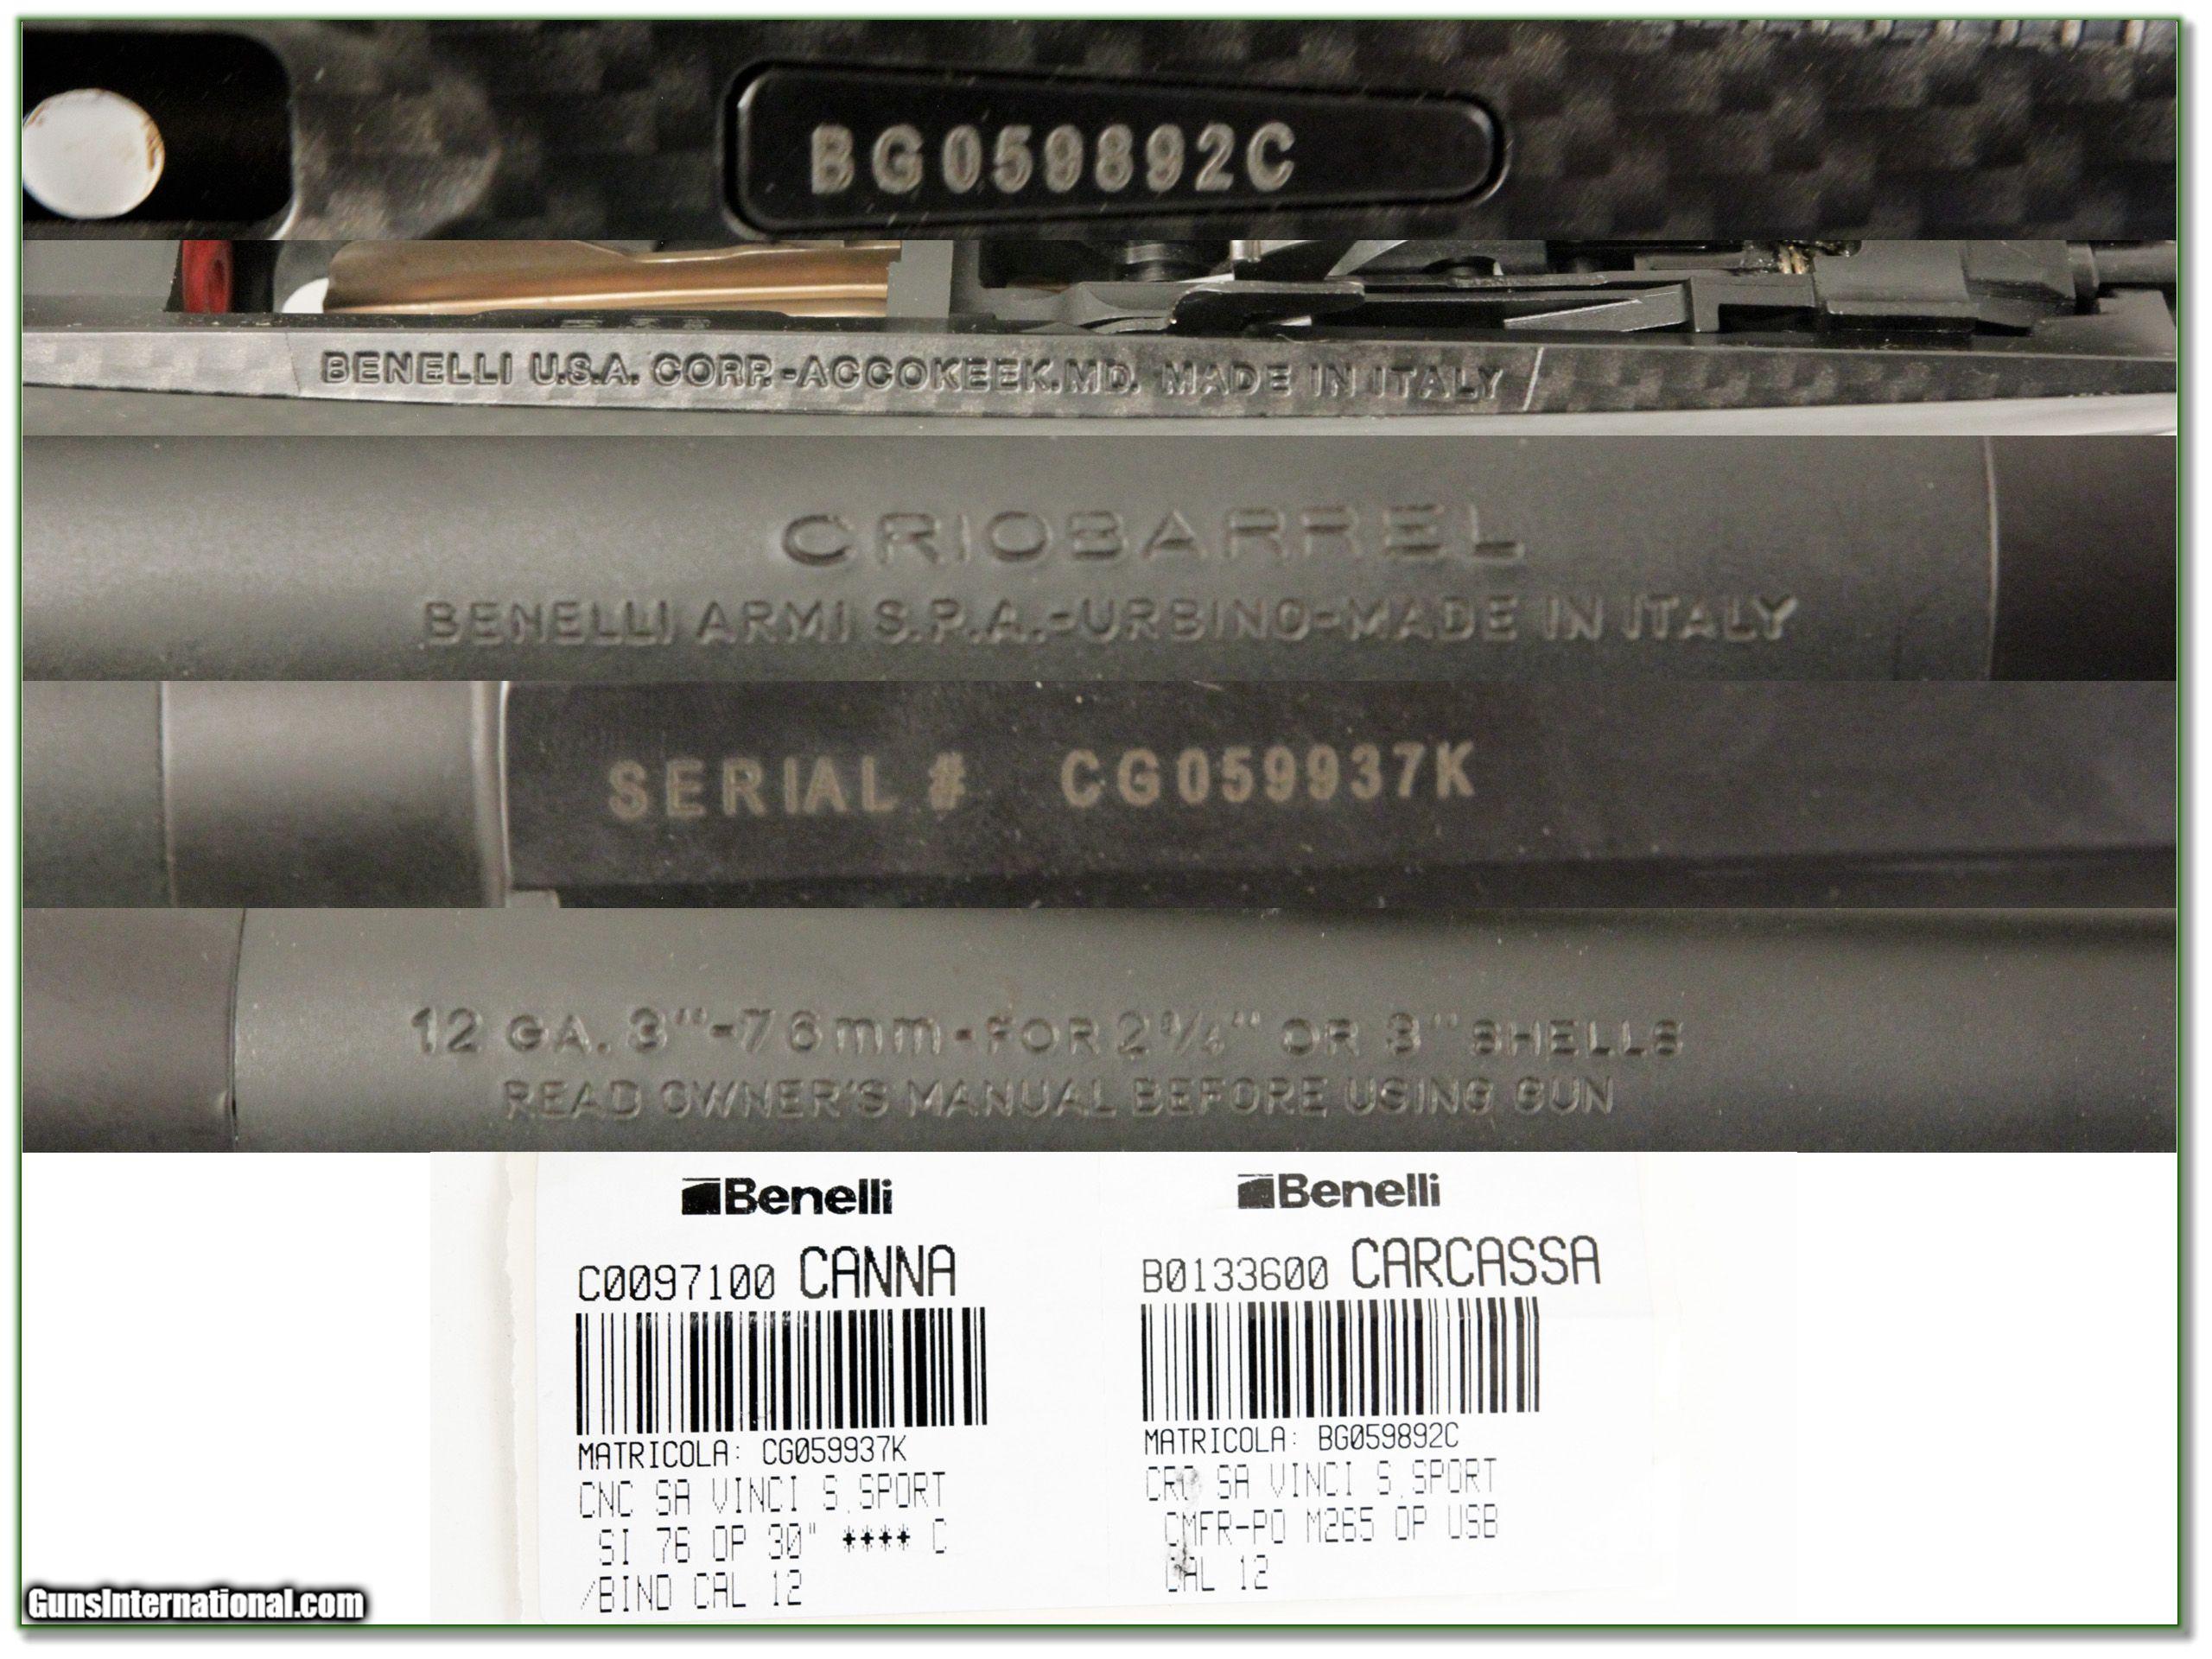 BG059892C
BENELLI U.S.A. CORP.-ACCOKEEK.MD. MADE IN ITALY
CRIOBARREL
BENELLI ARMI S.P.A.-URBINO-MADE IN ITALY
SERIAL # CG059937K
12 GA. 3"-76mm-FOR 2 3/4" OR 3" SHELLS
READ OWNER'S MANUAL BEFORE USING GUN
Benelli
C0097100 CANNA
MATRICOLA: CG059937K
CNC SA VINCI S.SPORT
SI 76 OP 30" **** C
/BIND CAL 12
Benelli
B0133600 CARCASSA
MATRICOLA: BG059892C
CRC SA VINCI S.SPORT
CMFR-PO M265 OP USB
CAL 12
GunsInternational.com